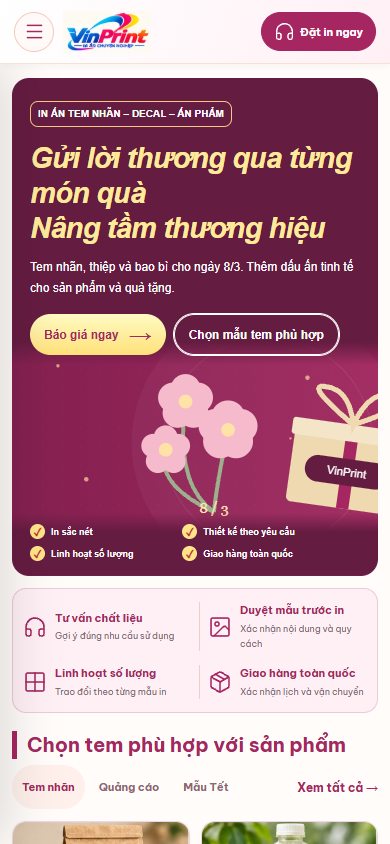 VinPrint
IN ẤN CHUYÊN NGHIỆP
Đặt in ngay
IN ẤN TEM NHÃN – DECAL – ẤN PHẨM
Gửi lời thương qua từng
món quà
Nâng tầm thương hiệu
Tem nhãn, thiệp và bao bì cho ngày 8/3. Thêm dấu ấn tinh tế
cho sản phẩm và quà tặng.
Báo giá ngay →
Chọn mẫu tem phù hợp
VinPrint
8 / 3
In sắc nét
Thiết kế theo yêu cầu
Linh hoạt số lượng
Giao hàng toàn quốc
Tư vấn chất liệu
Gợi ý đúng nhu cầu sử dụng
Duyệt mẫu trước in
Xác nhận nội dung và quy
cách
Linh hoạt số lượng
Trao đổi theo từng mẫu in
Giao hàng toàn quốc
Xác nhận lịch và vận chuyển
Chọn tem phù hợp với sản phẩm
Tem nhãn
Quảng cáo
Mẫu Tết
Xem tất cả →